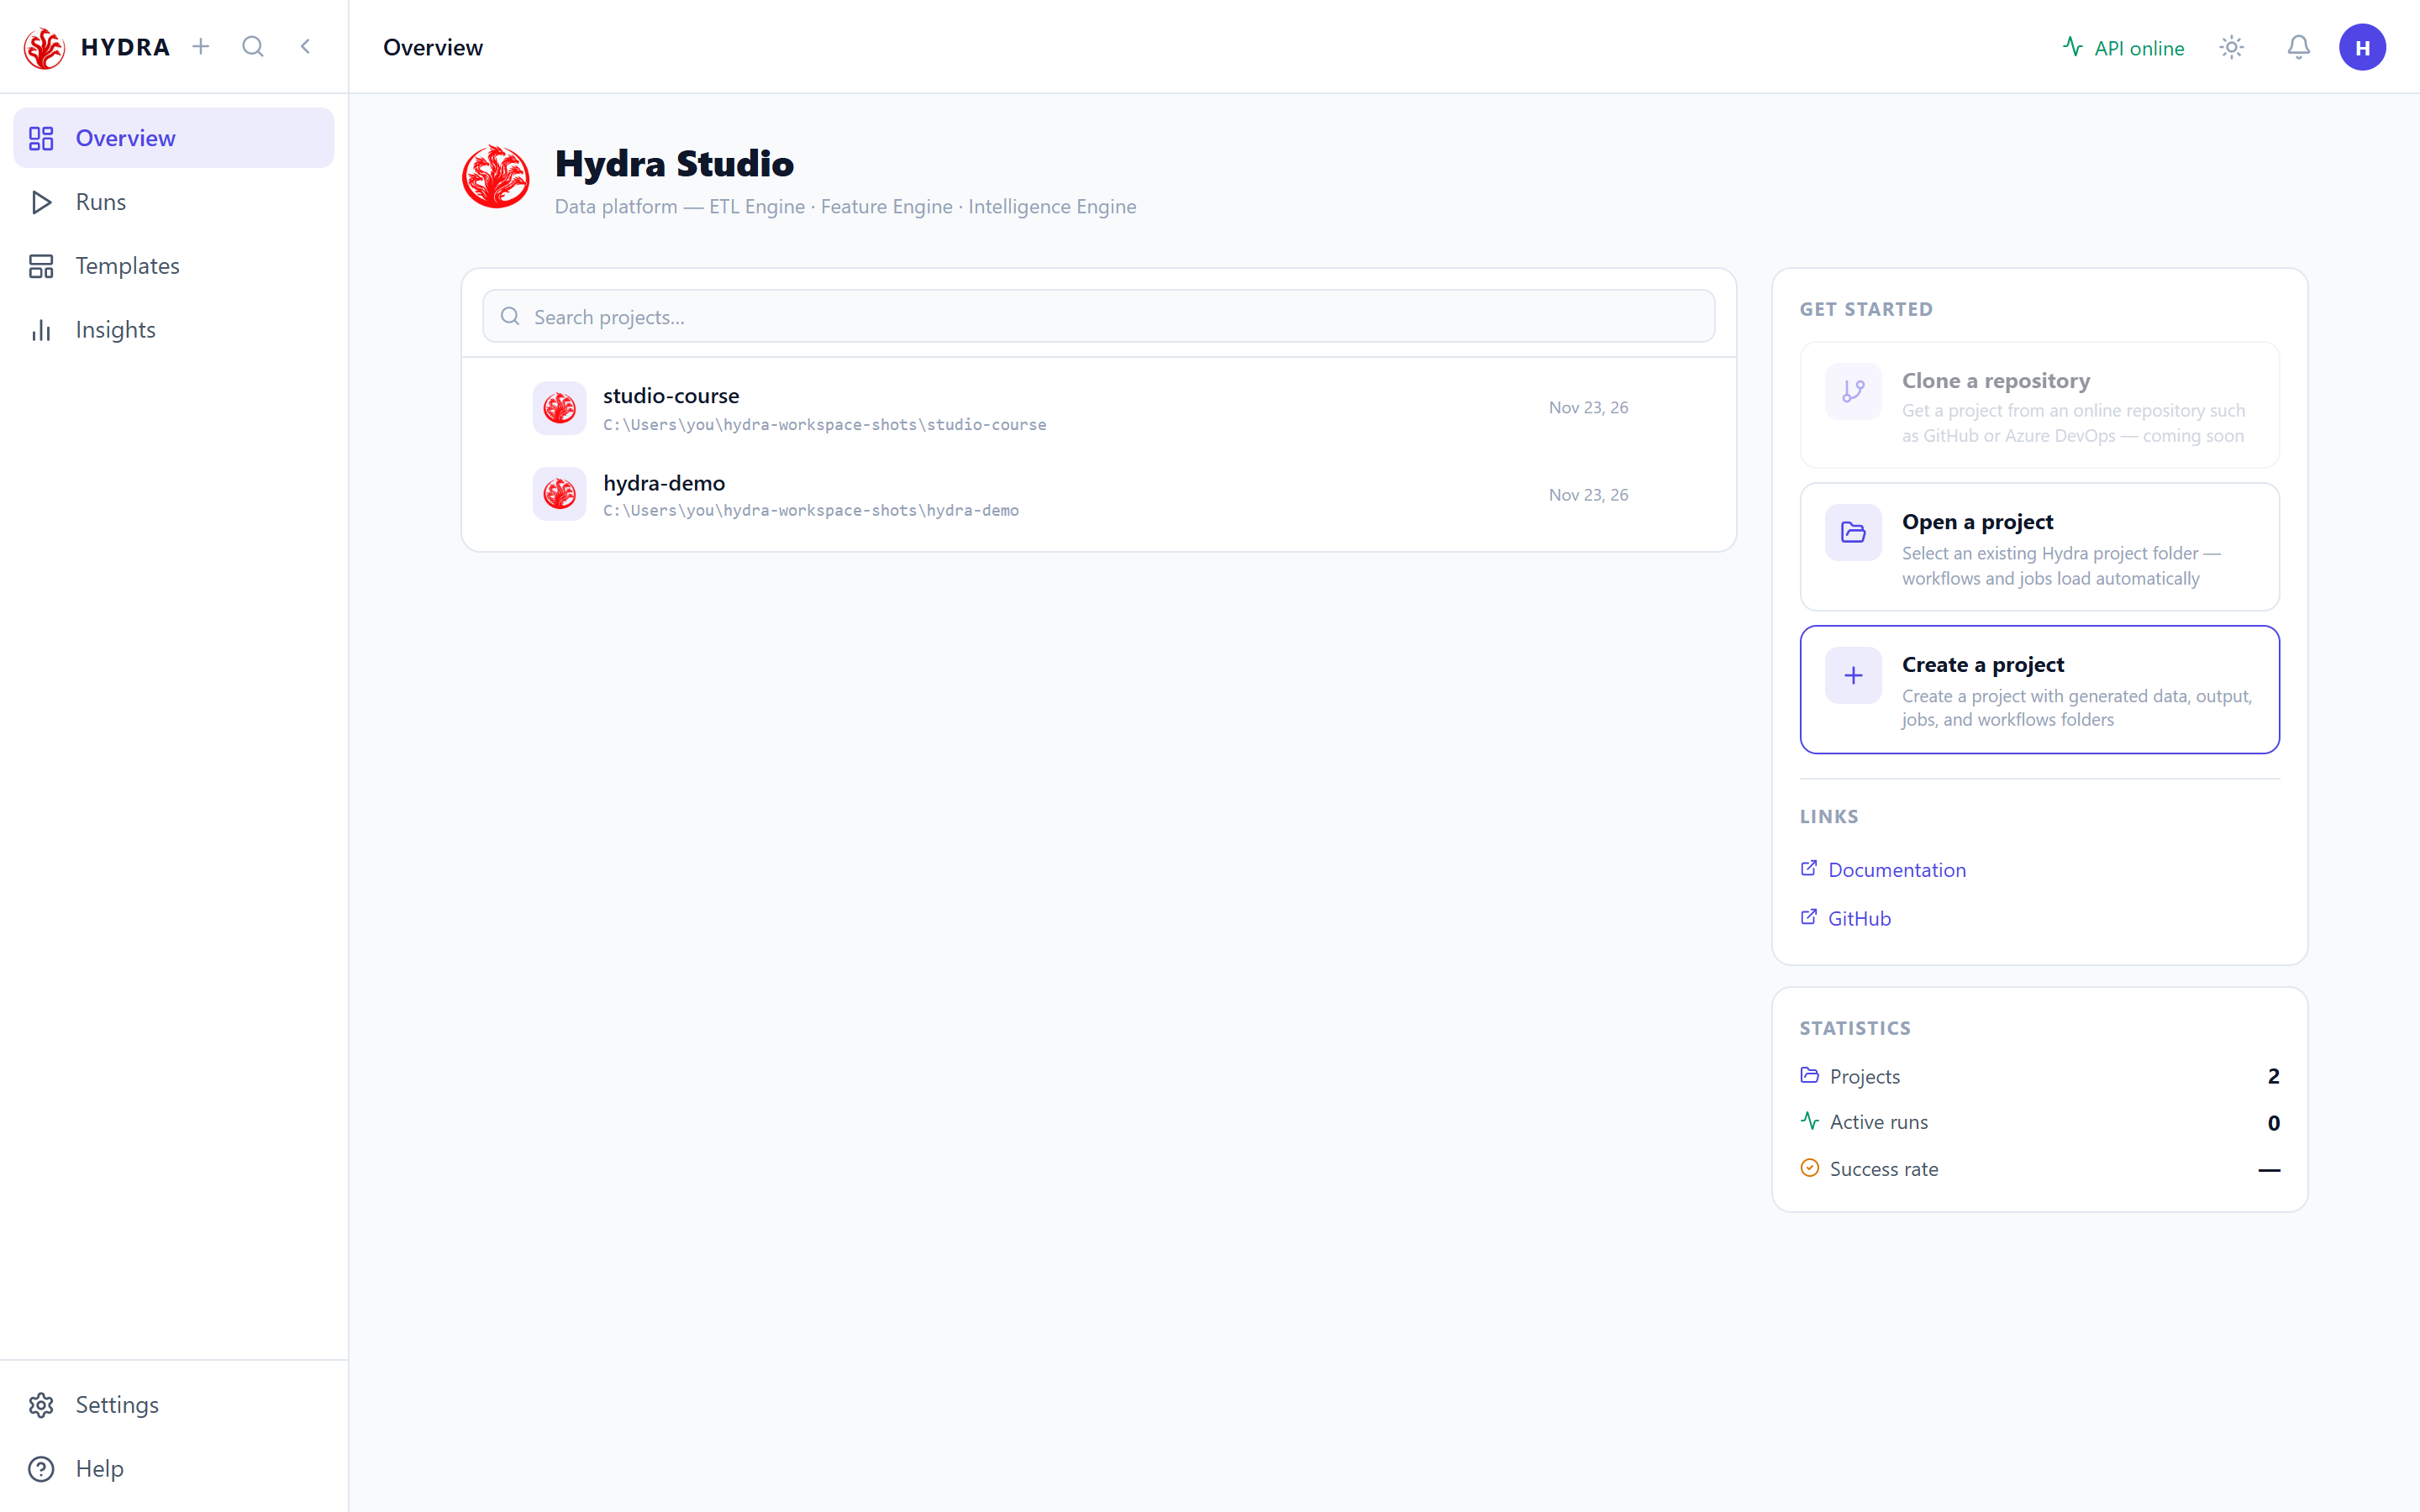 HYDRA
Overview
API online
H
Overview
Runs
Templates
Insights
Settings
Help
Hydra Studio
Data platform — ETL Engine · Feature Engine · Intelligence Engine
Search projects...
studio-course
C:\Users\you\hydra-workspace-shots\studio-course
Nov 23, 26
hydra-demo
C:\Users\you\hydra-workspace-shots\hydra-demo
Nov 23, 26
GET STARTED
Clone a repository
Get a project from an online repository such
as GitHub or Azure DevOps — coming soon
Open a project
Select an existing Hydra project folder —
workflows and jobs load automatically
Create a project
Create a project with generated data, output,
jobs, and workflows folders
LINKS
Documentation
GitHub
STATISTICS
Projects 2
Active runs 0
Success rate —